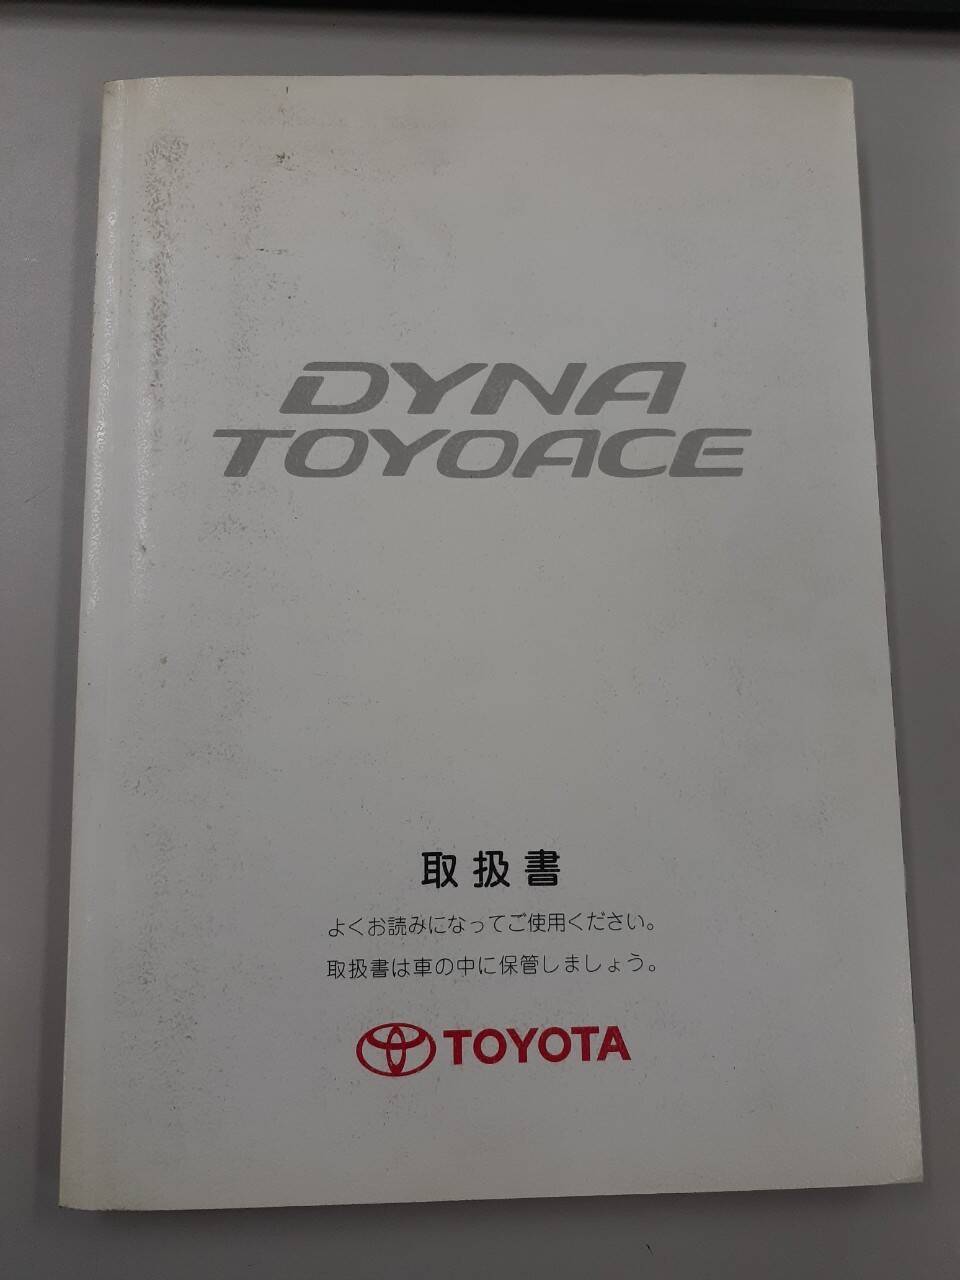 DYNA
TOYOACE
取扱書
よくお読みになってご使用ください。
取扱書は車の中に保管しましょう。
TOYOTA